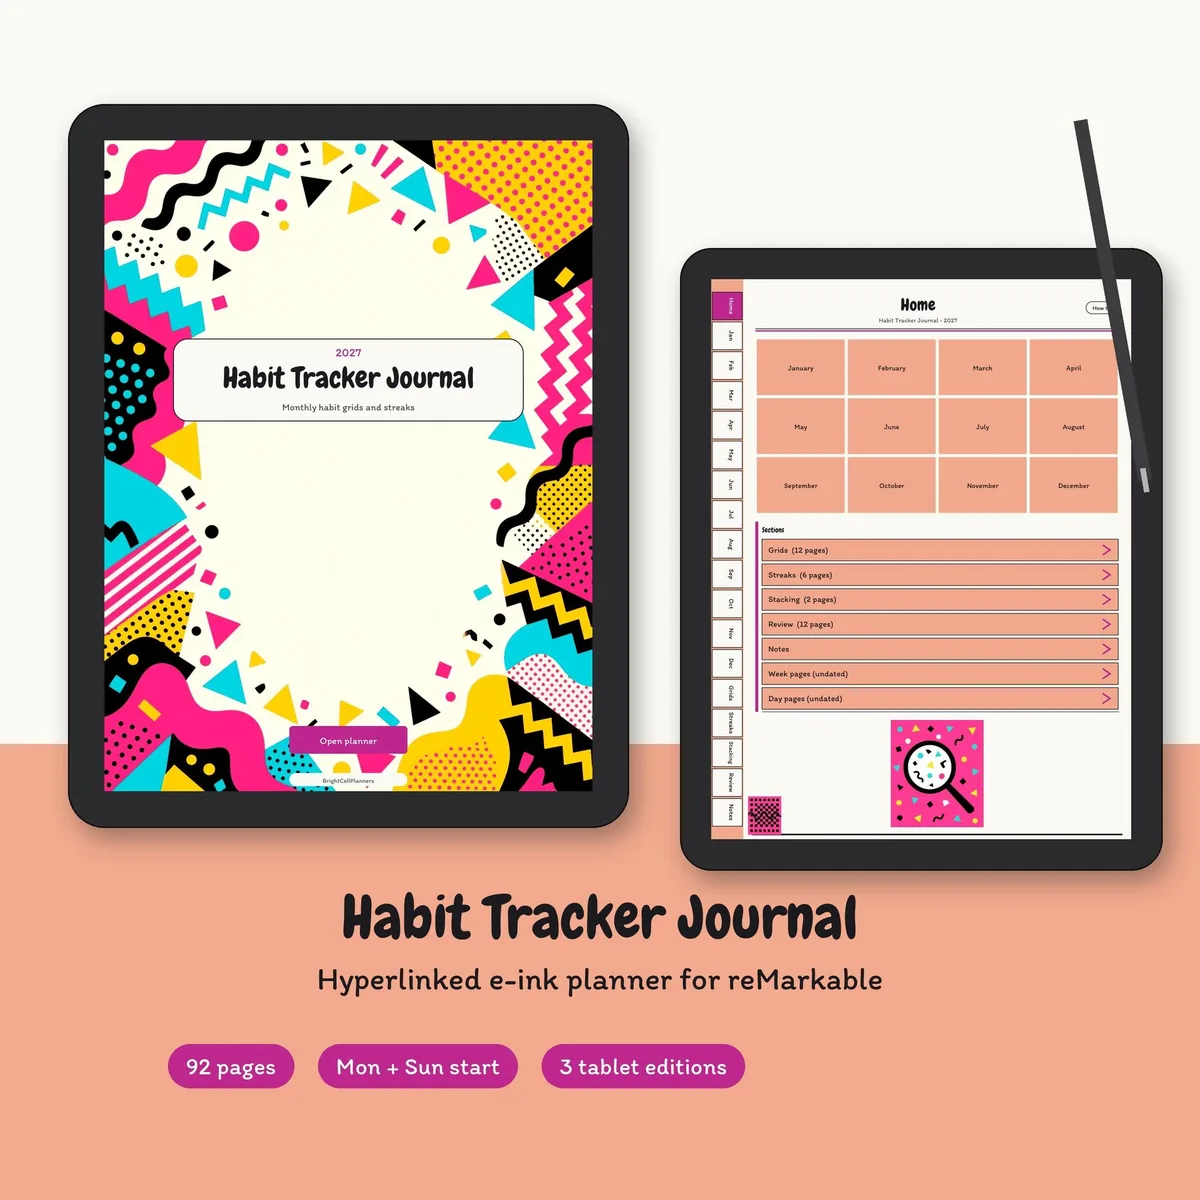 2027
Habit Tracker Journal
Monthly habit grids and streaks
Open planner
BrightCellPlanners
Home
Habit Tracker Journal - 2027
How
Home
Jan
Feb
Mar
Apr
May
Jun
Jul
Aug
Sep
Oct
Nov
Dec
Grids
Streaks
Stacking
Review
Notes
January February March April
May June July August
September October November December
Sections
Grids (12 pages)
Streaks (6 pages)
Stacking (2 pages)
Review (12 pages)
Notes
Week pages (undated)
Day pages (undated)
Habit Tracker Journal
Hyperlinked e-ink planner for reMarkable
92 pages Mon + Sun start 3 tablet editions